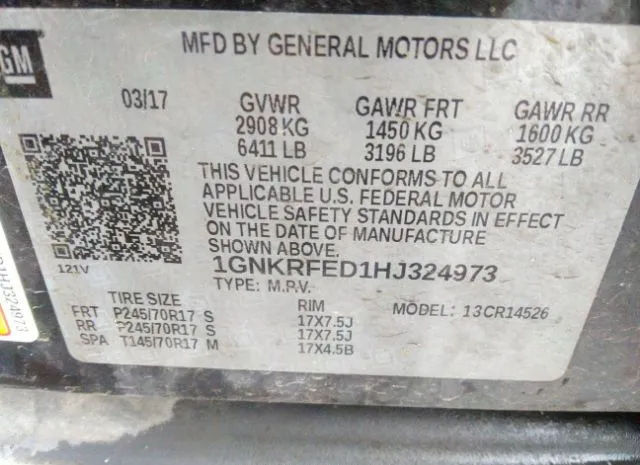 GM
MFD BY GENERAL MOTORS LLC
03/17 GVWR GAWR FRT GAWR RR
2908 KG 1450 KG 1600 KG
6411 LB 3196 LB 3527 LB
THIS VEHICLE CONFORMS TO ALL
APPLICABLE U.S. FEDERAL MOTOR
VEHICLE SAFETY STANDARDS IN EFFECT
ON THE DATE OF MANUFACTURE
SHOWN ABOVE.
121V 1GNKRFED1HJ324973
TYPE: M.P.V.
TIRE SIZE RIM MODEL: 13CR14526
FRT P245/70R17 S 17X7.5J
RR P245/70R17 S 17X7.5J
SPA T145/70R17 M 17X4.5B